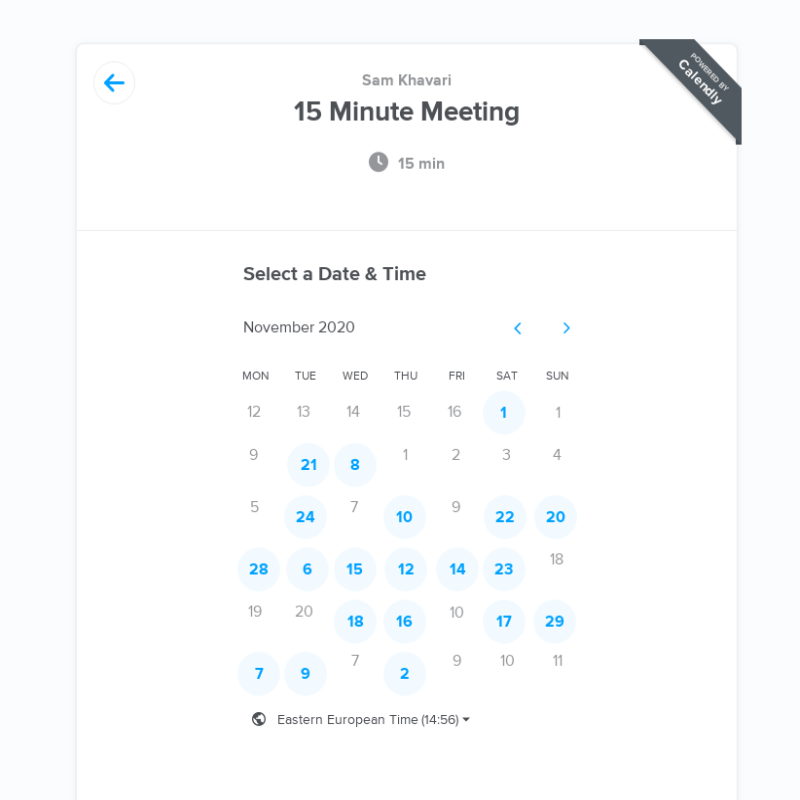 POWERED BY
Calendly
Sam Khavari
15 Minute Meeting
15 min
Select a Date & Time
November 2020
MON TUE WED THU FRI SAT SUN
12 13 14 15 16 1 1
9 21 8 1 2 3 4
5 24 7 10 9 22 20
28 6 15 12 14 23 18
19 20 18 16 10 17 29
7 9 7 2 9 10 11
Eastern European Time (14:56)